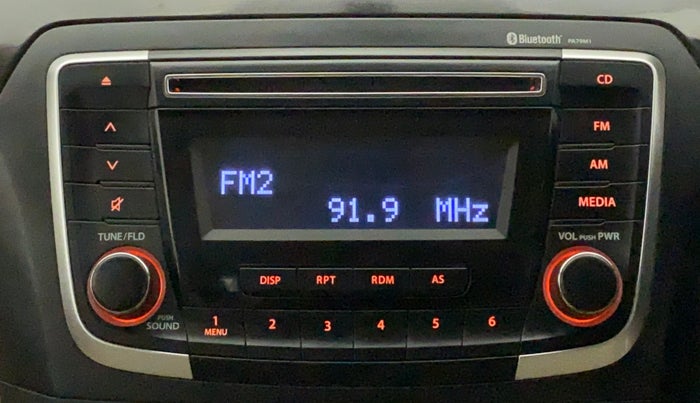 Bluetooth PA79M1
CD
FM
AM
MEDIA
FM2
91.9 MHz
TUNE/FLD
VOL PUSH PWR
DISP RPT RDM AS
PUSH
SOUND
1 2 3 4 5 6
MENU